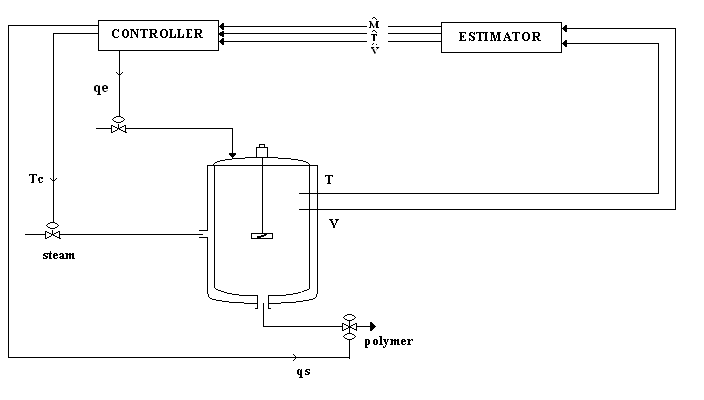 CONTROLLER
M̂
T̂
V̂
ESTIMATOR
qe
Tc
T
V
steam
polymer
qs